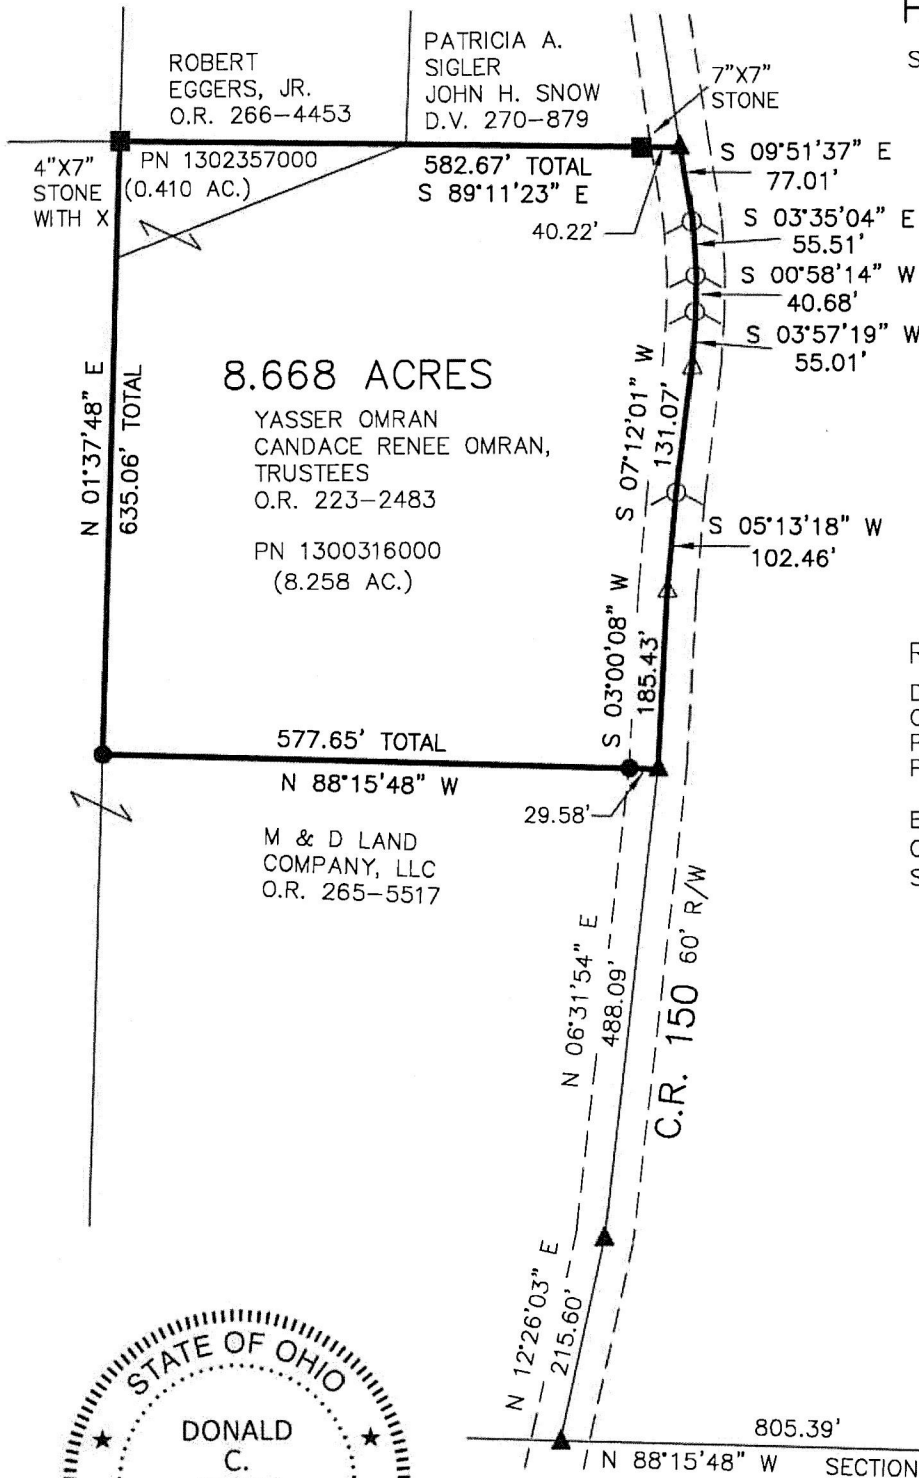 ROBERT
EGGERS, JR.
O.R. 266-4453
PATRICIA A.
SIGLER
JOHN H. SNOW
D.V. 270-879
7"X7"
STONE
4"X7"
STONE
WITH X
PN 1302357000
(0.410 AC.)
582.67' TOTAL
S 89°11'23" E
40.22'
S 09°51'37" E
77.01'
S 03°35'04" E
55.51'
S 00°58'14" W
40.68'
S 03°57'19" W
55.01'
S 07°12'01" W
131.07'
S 05°13'18" W
102.46'
S 03°00'08" W
185.43'
N 01°37'48" E
635.06' TOTAL
8.668 ACRES
YASSER OMRAN
CANDACE RENEE OMRAN,
TRUSTEES
O.R. 223-2483
PN 1300316000
(8.258 AC.)
577.65' TOTAL
N 88°15'48" W
29.58'
M & D LAND
COMPANY, LLC
O.R. 265-5517
N 06°31'54" E
488.09'
C.R. 150 60' R/W
N 12°26'03" E
215.60'
805.39'
N 88°15'48" W SECTION
STATE OF OHIO
DONALD
C.